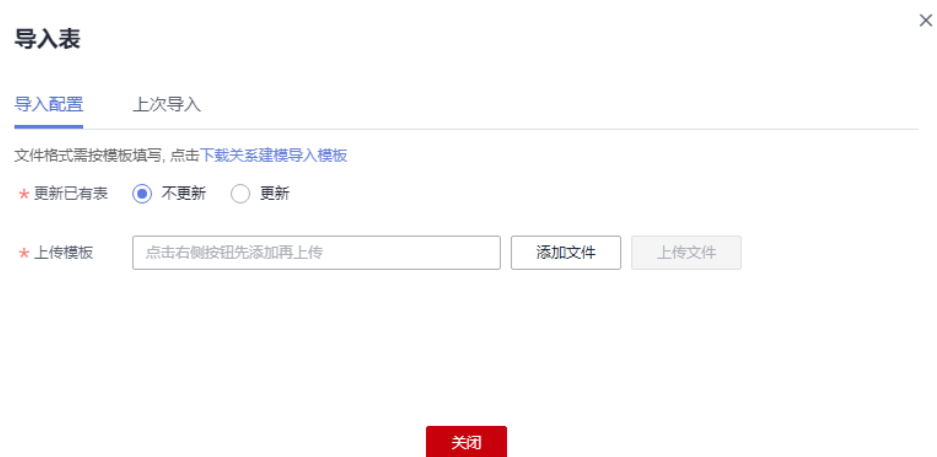 导入表
导入配置 上次导入
文件格式需按模板填写, 点击下载关系建模导入模板
* 更新已有表 不更新 更新
* 上传模板 点击右侧按钮先添加再上传 添加文件 上传文件
关闭